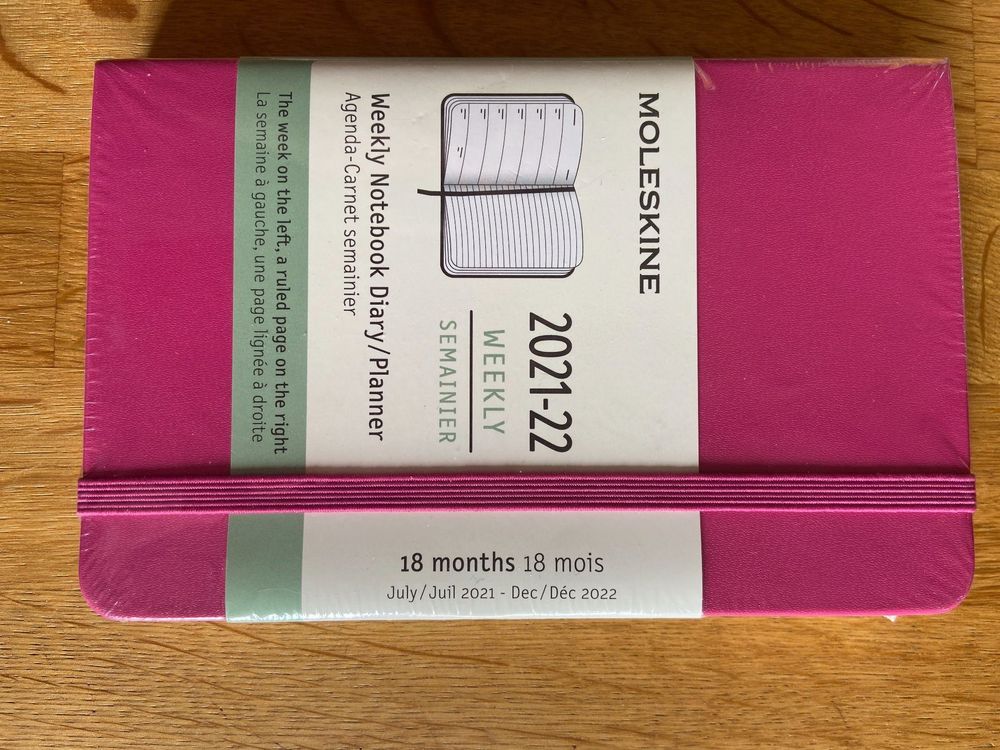 MOLESKINE
2021-22
WEEKLY
SEMAINIER
Weekly Notebook Diary/Planner
Agenda-Carnet semainier
The week on the left, a ruled page on the right
La semaine à gauche, une page lignée à droite
18 months 18 mois
July/Juil 2021 - Dec/Déc 2022